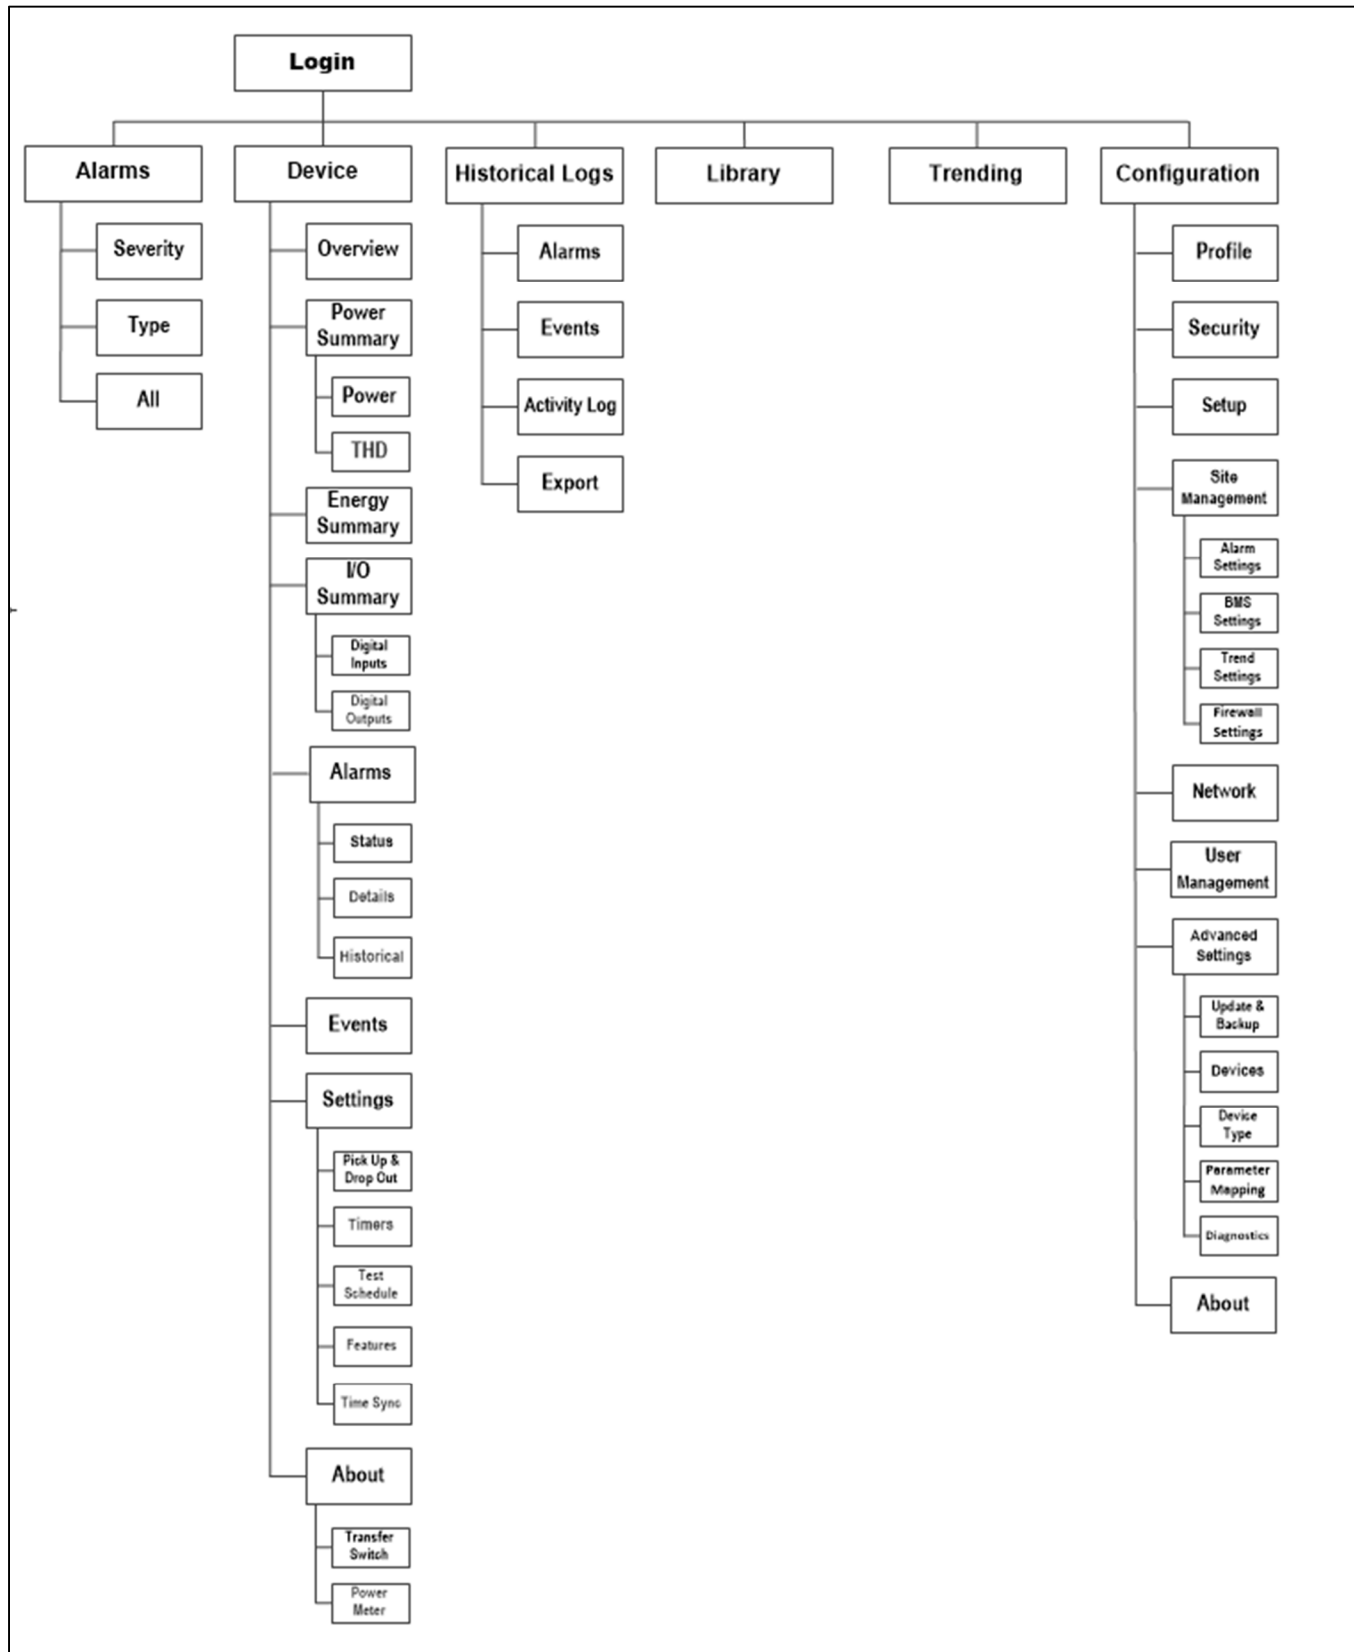 Login
Alarms
Severity
Type
All
Device
Overview
Power
Summary
Power
THD
Energy
Summary
I/O
Summary
Digital
Inputs
Digital
Outputs
Alarms
Status
Details
Historical
Events
Settings
Pick Up &
Drop Out
Timers
Test
Schedule
Features
Time Sync
About
Transfer
Switch
Power
Meter
Historical Logs
Alarms
Events
Activity Log
Export
Library
Trending
Configuration
Profile
Security
Setup
Site
Management
Alarm
Settings
BMS
Settings
Trend
Settings
Firewall
Settings
Network
User
Management
Advanced
Settings
Update &
Backup
Devices
Device
Type
Parameter
Mapping
Diagnostics
About